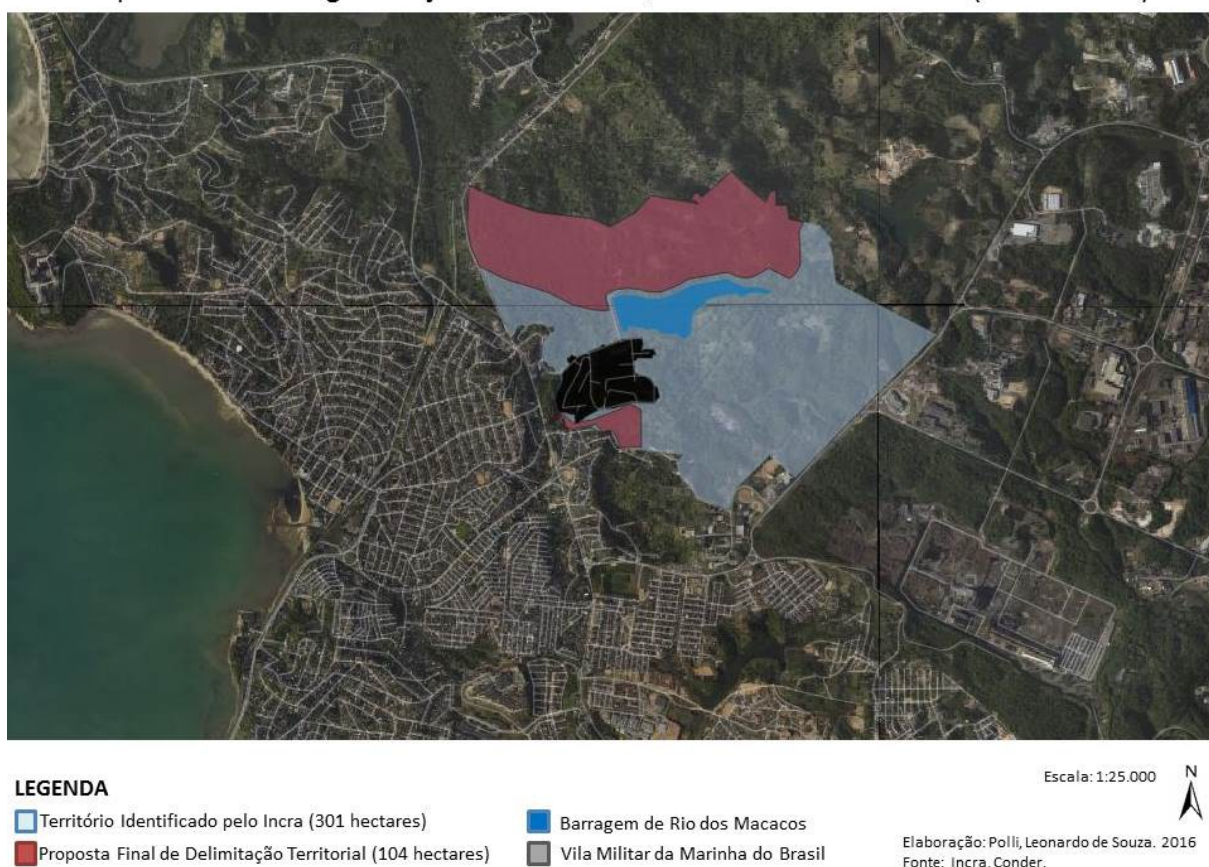 LEGENDA
Território Identificado pelo Incra (301 hectares)
Proposta Final de Delimitação Territorial (104 hectares)
Barragem de Rio dos Macacos
Vila Militar da Marinha do Brasil
Escala: 1:25.000
N
Elaboração: Polli, Leonardo de Souza. 2016
Fonte: Incra, Conder.